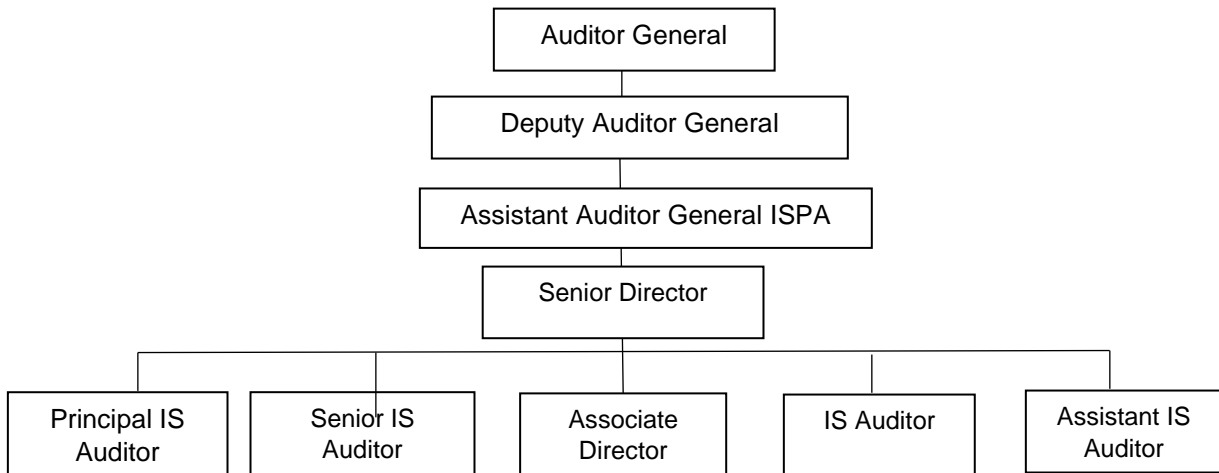 Auditor General
Deputy Auditor General
Assistant Auditor General ISPA
Senior Director
Principal IS
Auditor
Senior IS
Auditor
Associate
Director
IS Auditor
Assistant IS
Auditor